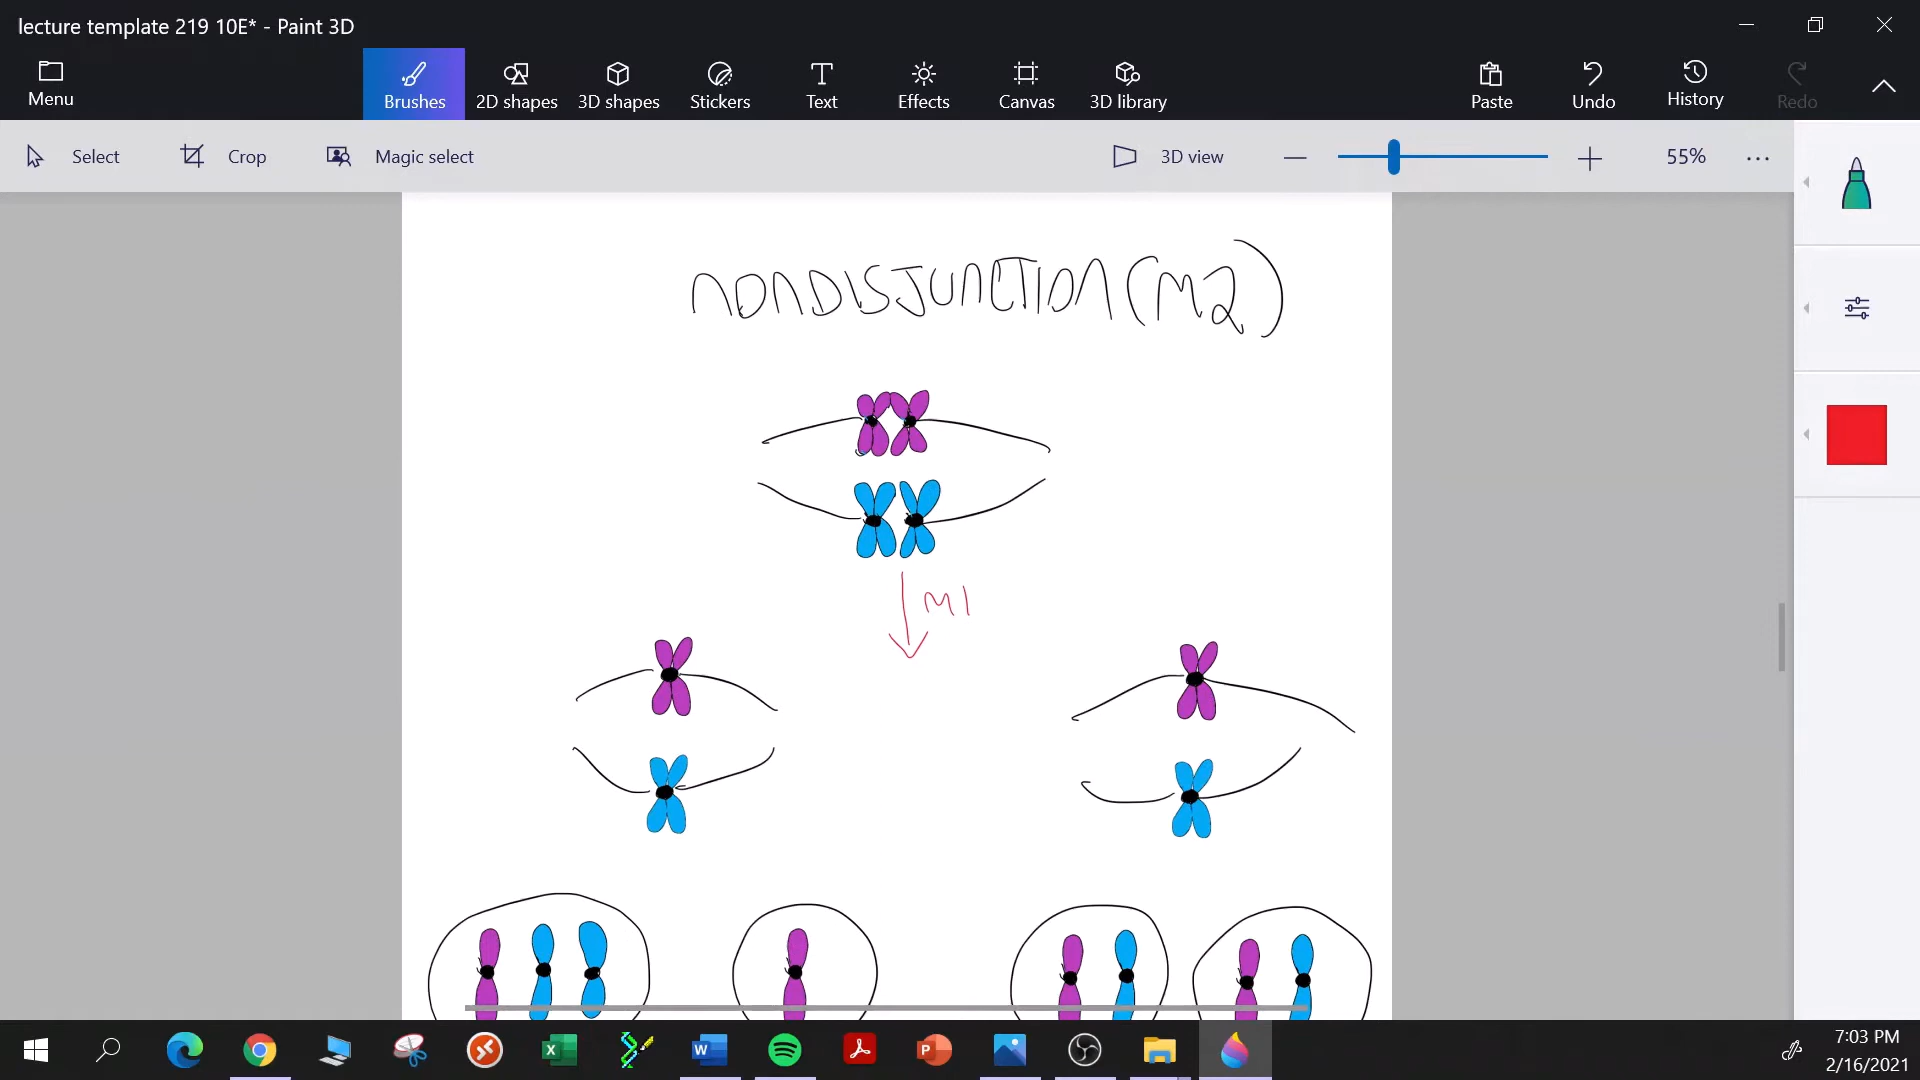 lecture template 219 10E* - Paint 3D
Menu
Brushes 2D shapes 3D shapes Stickers Text Effects Canvas 3D library Paste Undo History Redo
Select Crop Magic select 3D view 55%
NONDISJUNCTION (M2)
M1
7:03 PM
2/16/2021